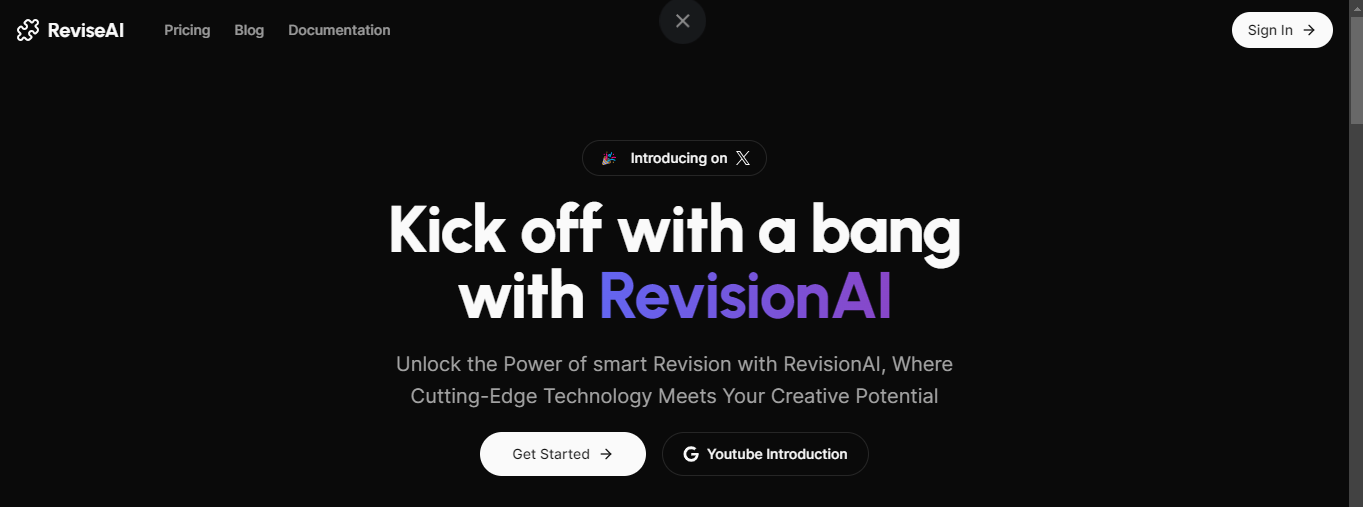 ReviseAI
Pricing
Blog
Documentation
Sign In
Introducing on X
Kick off with a bang
with RevisionAI
Unlock the Power of smart Revision with RevisionAI, Where
Cutting-Edge Technology Meets Your Creative Potential
Get Started
Youtube Introduction